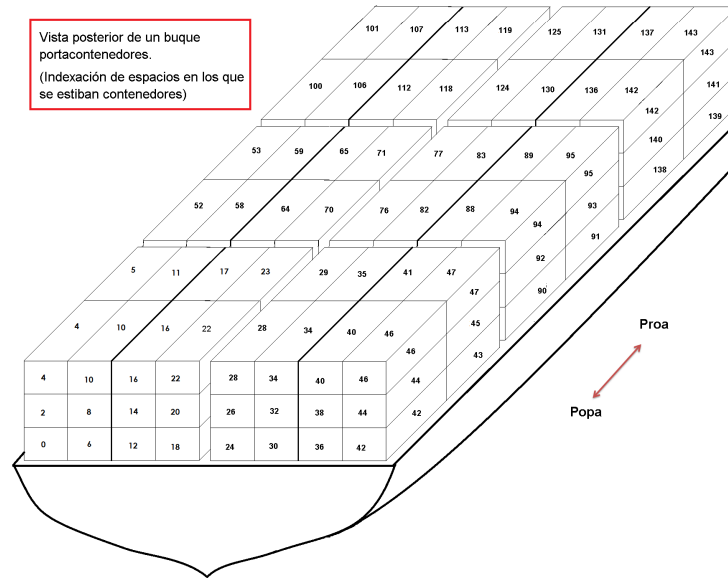 Vista posterior de un buque
portacontenedores.
(Indexación de espacios en los que
se estiban contenedores)
101 107 113 119 125 131 137 143
143
100 106 112 118 124 130 136 142
141
142
139
53 59 65 71 77 83 89 95
140
95
138
52 58 64 70 76 82 88 94
93
94
91
92
5 11 17 23 29 35 41 47
90
47
4 10 16 22 28 34 40 46
45
46
43
4 10 16 22 28 34 40 46
44
2 8 14 20 26 32 38 44
42
0 6 12 18 24 30 36 42
Proa
Popa